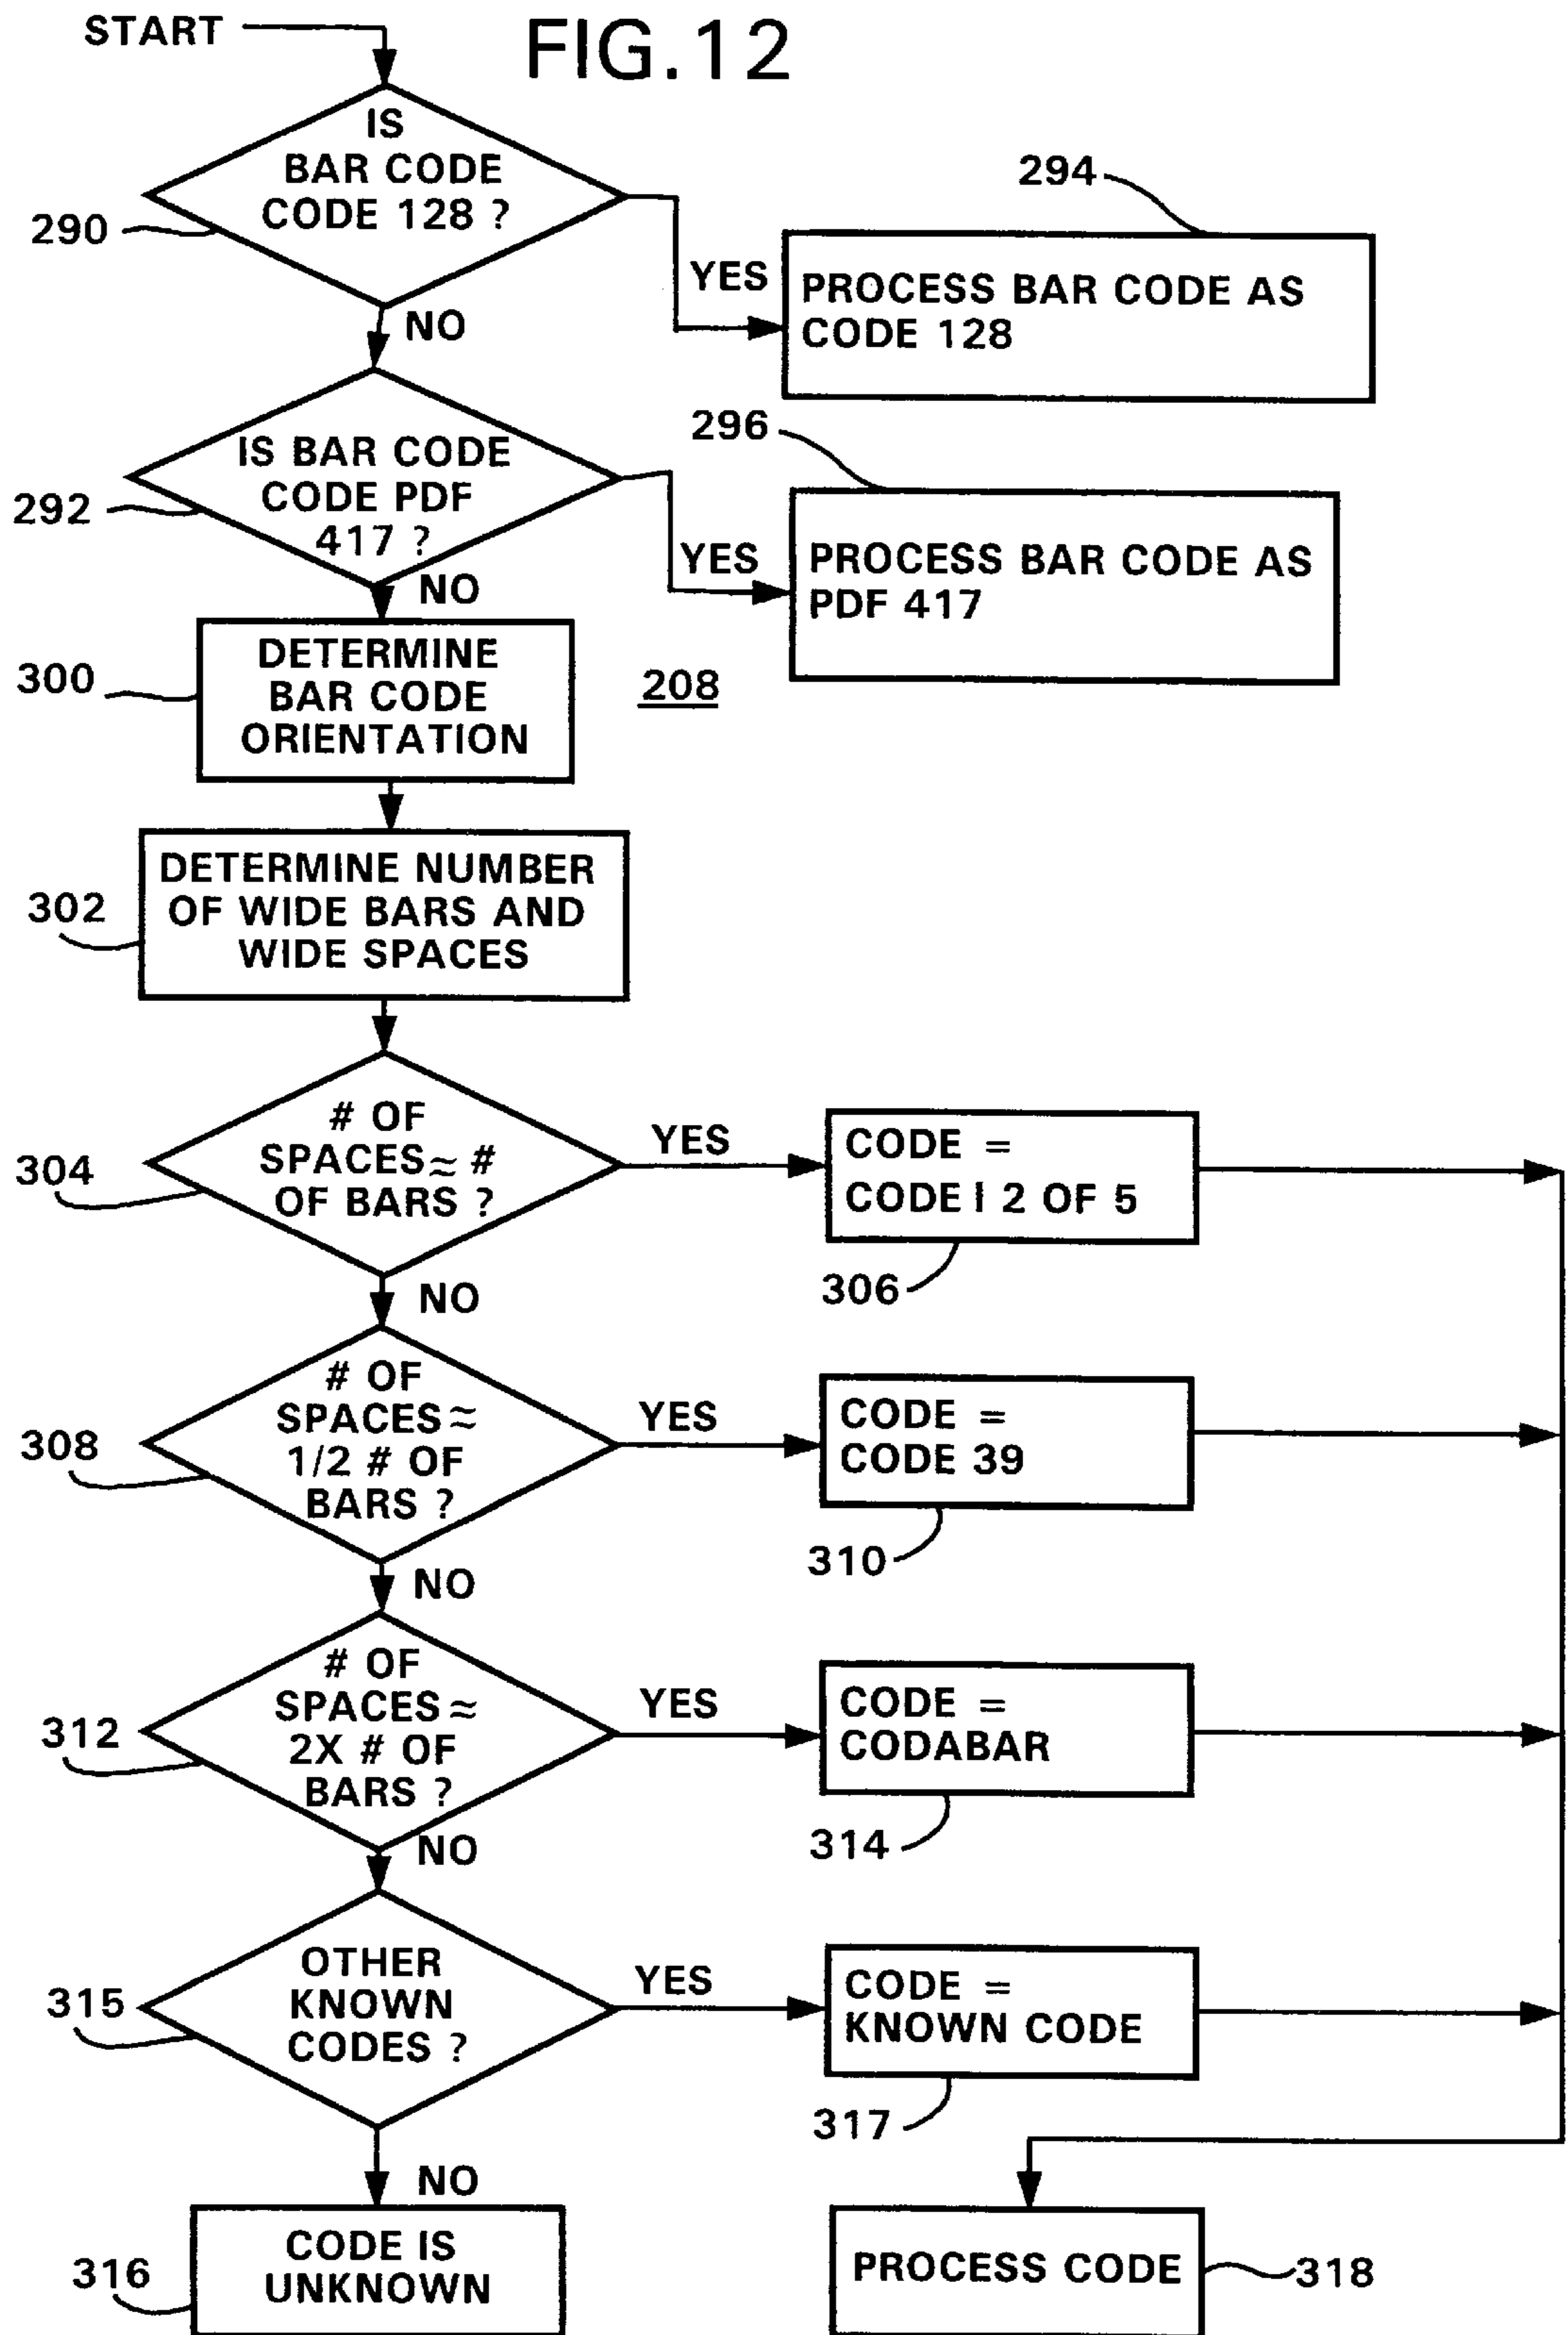 START
FIG.12
IS
BAR CODE
CODE 128 ?
290
294
YES
PROCESS BAR CODE AS
CODE 128
NO
296
IS BAR CODE
CODE PDF
417 ?
292
YES
PROCESS BAR CODE AS
PDF 417
NO
DETERMINE
BAR CODE
ORIENTATION
300
208
DETERMINE NUMBER
OF WIDE BARS AND
WIDE SPACES
302
# OF
SPACES ≈ #
OF BARS ?
304
YES
CODE =
CODE I 2 OF 5
306
NO
# OF
SPACES ≈
1/2 # OF
BARS ?
308
YES
CODE =
CODE 39
310
NO
# OF
SPACES ≈
2X # OF
BARS ?
312
YES
CODE =
CODABAR
314
NO
OTHER
KNOWN
CODES ?
315
YES
CODE =
KNOWN CODE
317
NO
CODE IS
UNKNOWN
316
PROCESS CODE
318